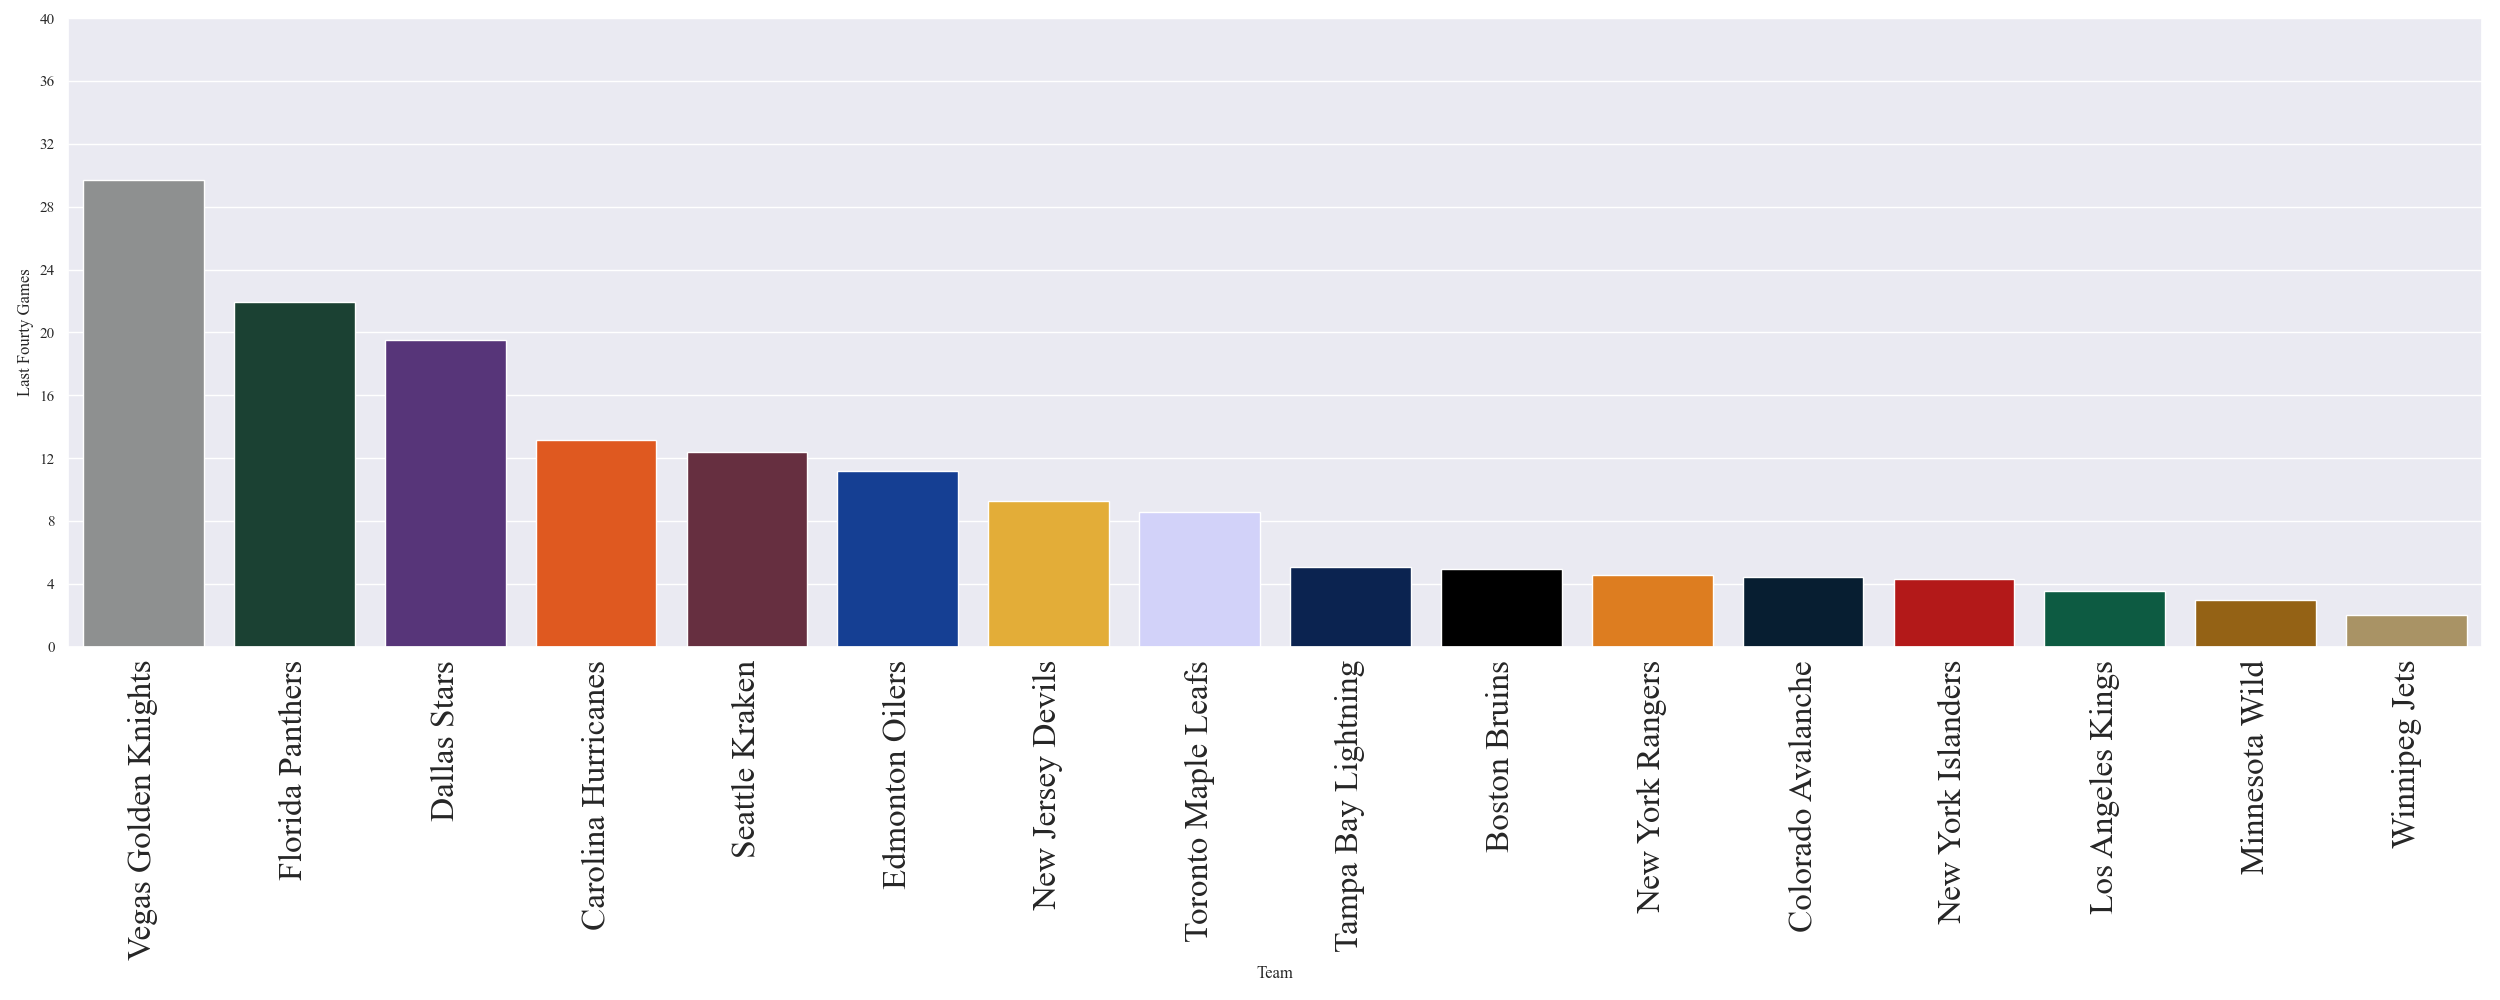 40
36
32
28
24
20
16
12
8
4
0
Last Fourty Games
Vegas Golden Knights
Florida Panthers
Dallas Stars
Carolina Hurricanes
Seattle Kraken
Edmonton Oilers
New Jersey Devils
Toronto Maple Leafs
Tampa Bay Lightning
Boston Bruins
New York Rangers
Colorado Avalanche
New York Islanders
Los Angeles Kings
Minnesota Wild
Winnipeg Jets
Team